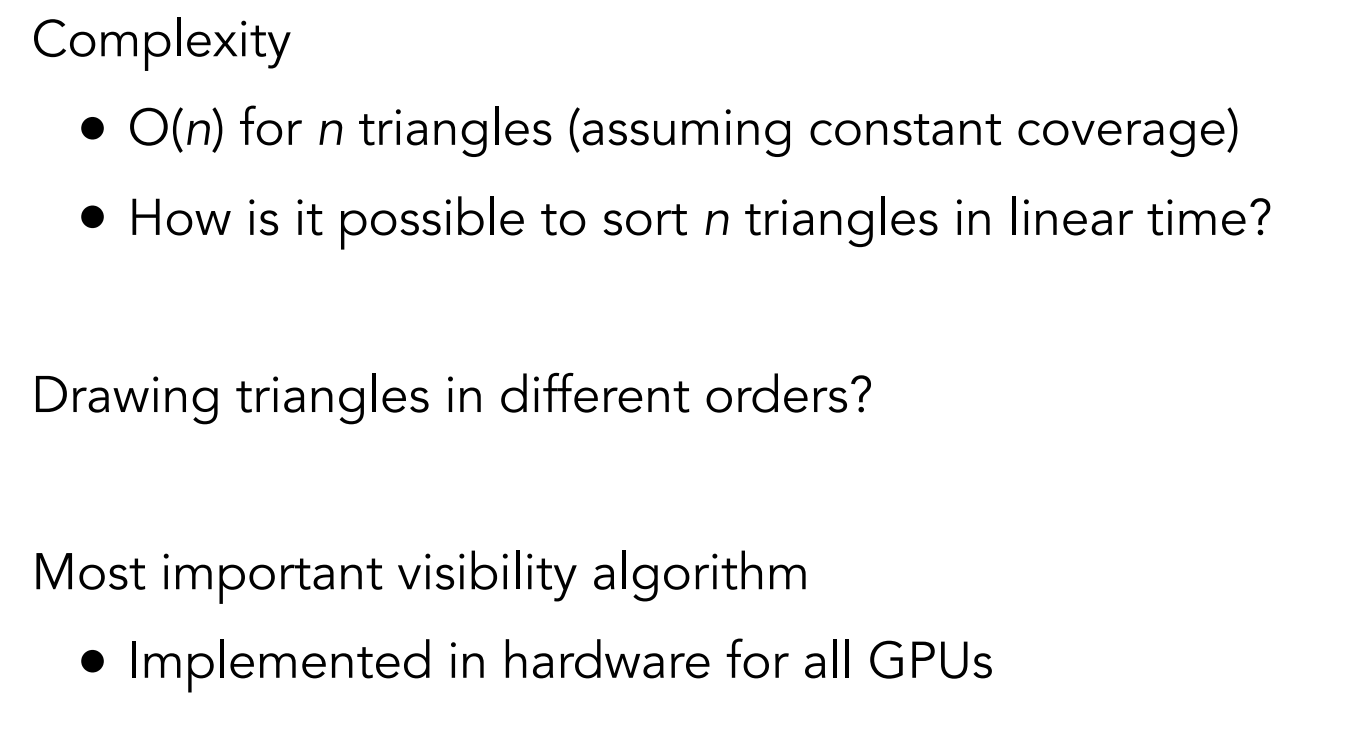 Complexity
• O(n) for n triangles (assuming constant coverage)
• How is it possible to sort n triangles in linear time?
Drawing triangles in different orders?
Most important visibility algorithm
• Implemented in hardware for all GPUs